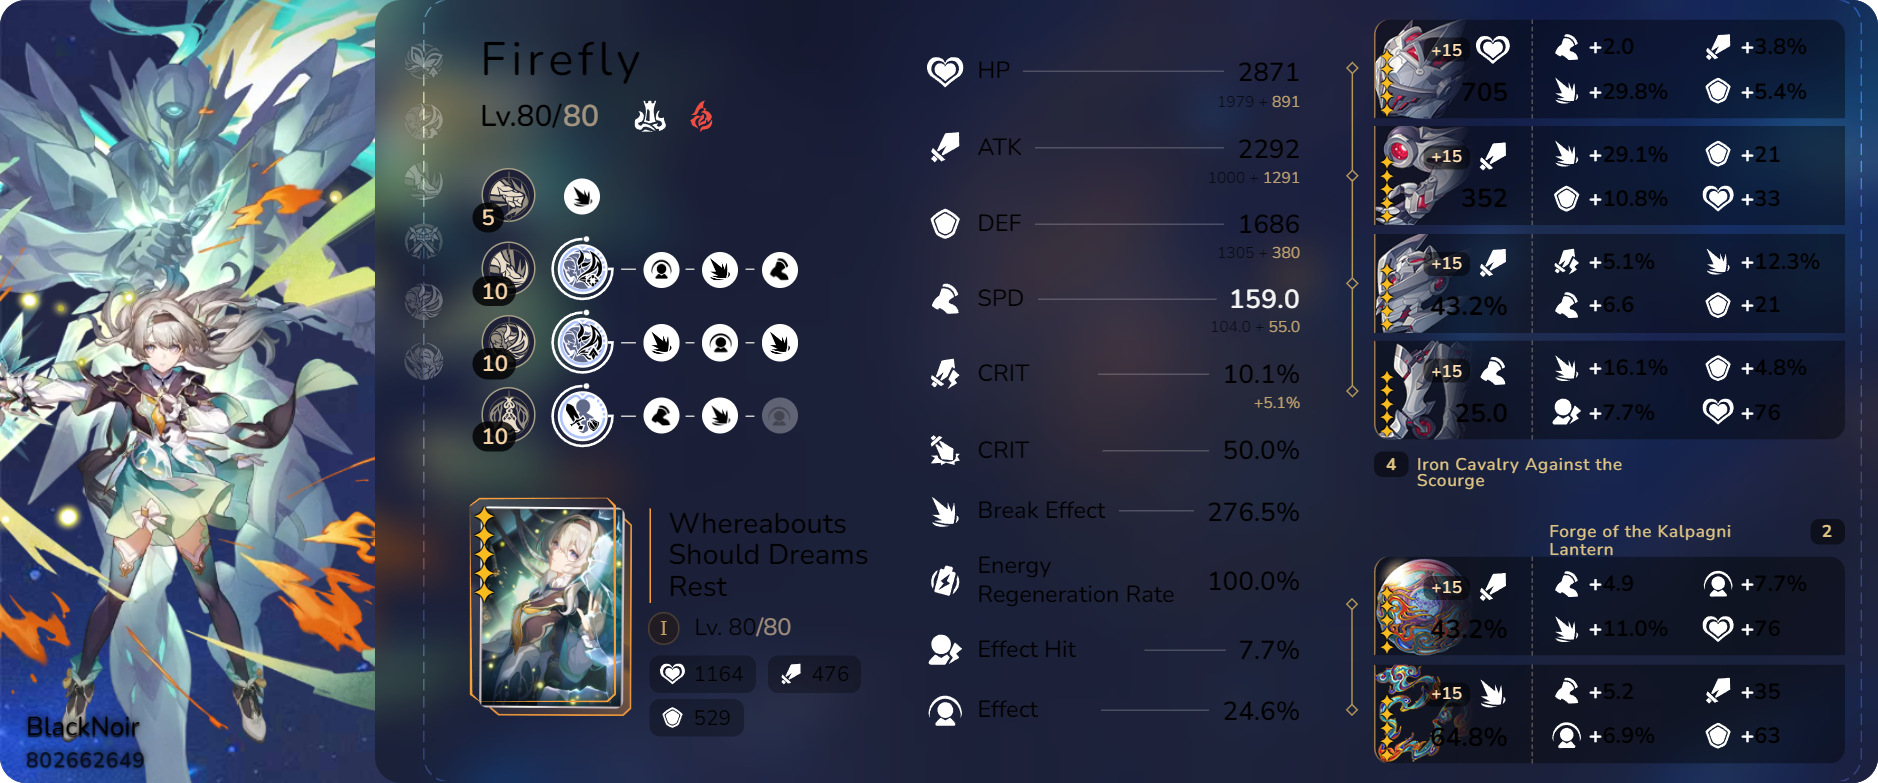 Firefly
Lv.80/80
5
10
10
10
Whereabouts
Should Dreams
Rest
I
Lv. 80/80
1164
476
529
BlackNoir
802662649
HP
2871
1979 + 891
ATK
2292
1000 + 1291
DEF
1686
1305 + 380
SPD
159.0
104.0 + 55.0
CRIT
10.1%
+5.1%
CRIT
50.0%
Break Effect
276.5%
Energy
Regeneration Rate
100.0%
Effect Hit
7.7%
Effect
24.6%
+15
705
+2.0
+3.8%
+29.8%
+5.4%
+15
352
+29.1%
+21
+10.8%
+33
+15
43.2%
+5.1%
+12.3%
+6.6
+21
+15
25.0
+16.1%
+4.8%
+7.7%
+76
4
Iron Cavalry Against the
Scourge
Forge of the Kalpagni
Lantern
2
+15
43.2%
+4.9
+7.7%
+11.0%
+76
+15
64.8%
+5.2
+35
+6.9%
+63